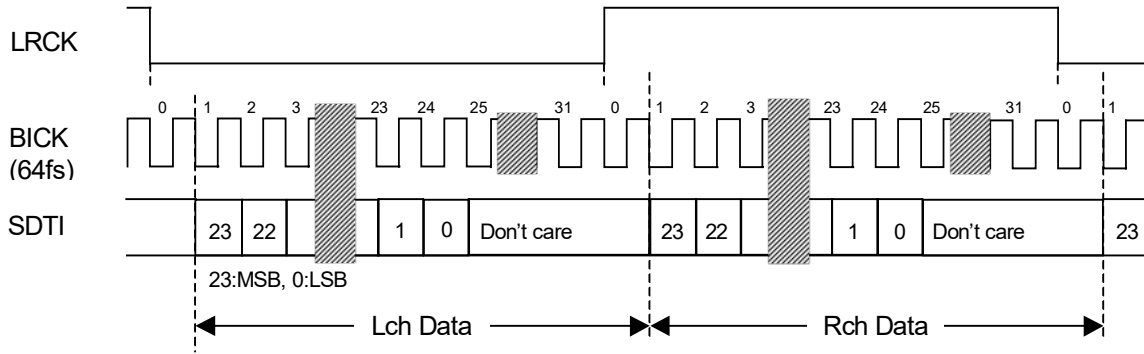 LRCK
0 1 2 3 23 24 25 31 0 1 2 3 23 24 25 31 0 1
BICK
(64fs)
SDTI 23 22 1 0 Don't care 23 22 1 0 Don't care 23
23:MSB, 0:LSB
Lch Data Rch Data